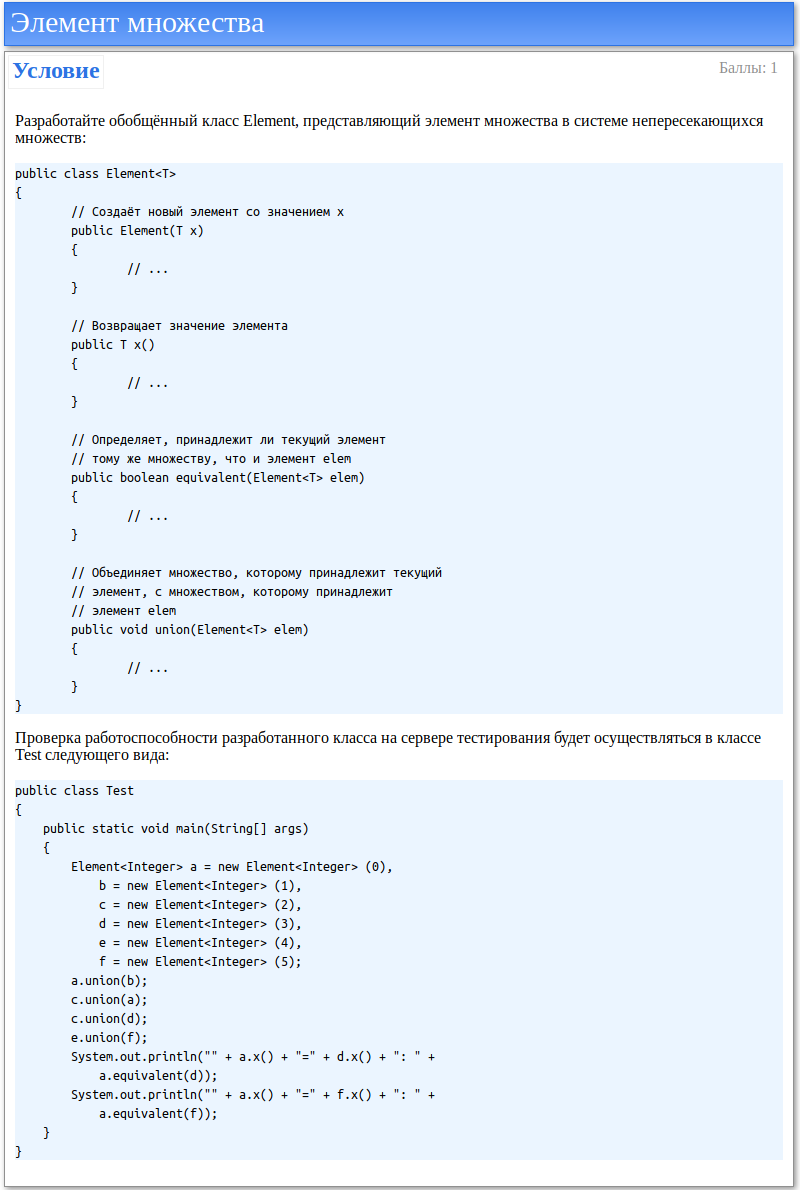 Элемент множества
Условие
Баллы: 1
Разработайте обобщённый класс Element, представляющий элемент множества в системе непересекающихся
множеств:
public class Element<T>
{
        // Создаёт новый элемент со значением x
        public Element(T x)
        {
                // ...
        }

        // Возвращает значение элемента
        public T x()
        {
                // ...
        }

        // Определяет, принадлежит ли текущий элемент
        // тому же множеству, что и элемент elem
        public boolean equivalent(Element<T> elem)
        {
                // ...
        }

        // Объединяет множество, которому принадлежит текущий
        // элемент, с множеством, которому принадлежит
        // элемент elem
        public void union(Element<T> elem)
        {
                // ...
        }
}
Проверка работоспособности разработанного класса на сервере тестирования будет осуществляться в классе
Test следующего вида:
public class Test
{
    public static void main(String[] args)
    {
        Element<Integer> a = new Element<Integer> (0),
            b = new Element<Integer> (1),
            c = new Element<Integer> (2),
            d = new Element<Integer> (3),
            e = new Element<Integer> (4),
            f = new Element<Integer> (5);
        a.union(b);
        c.union(a);
        c.union(d);
        e.union(f);
        System.out.println("" + a.x() + "=" + d.x() + ": " +
            a.equivalent(d));
        System.out.println("" + a.x() + "=" + f.x() + ": " +
            a.equivalent(f));
    }
}